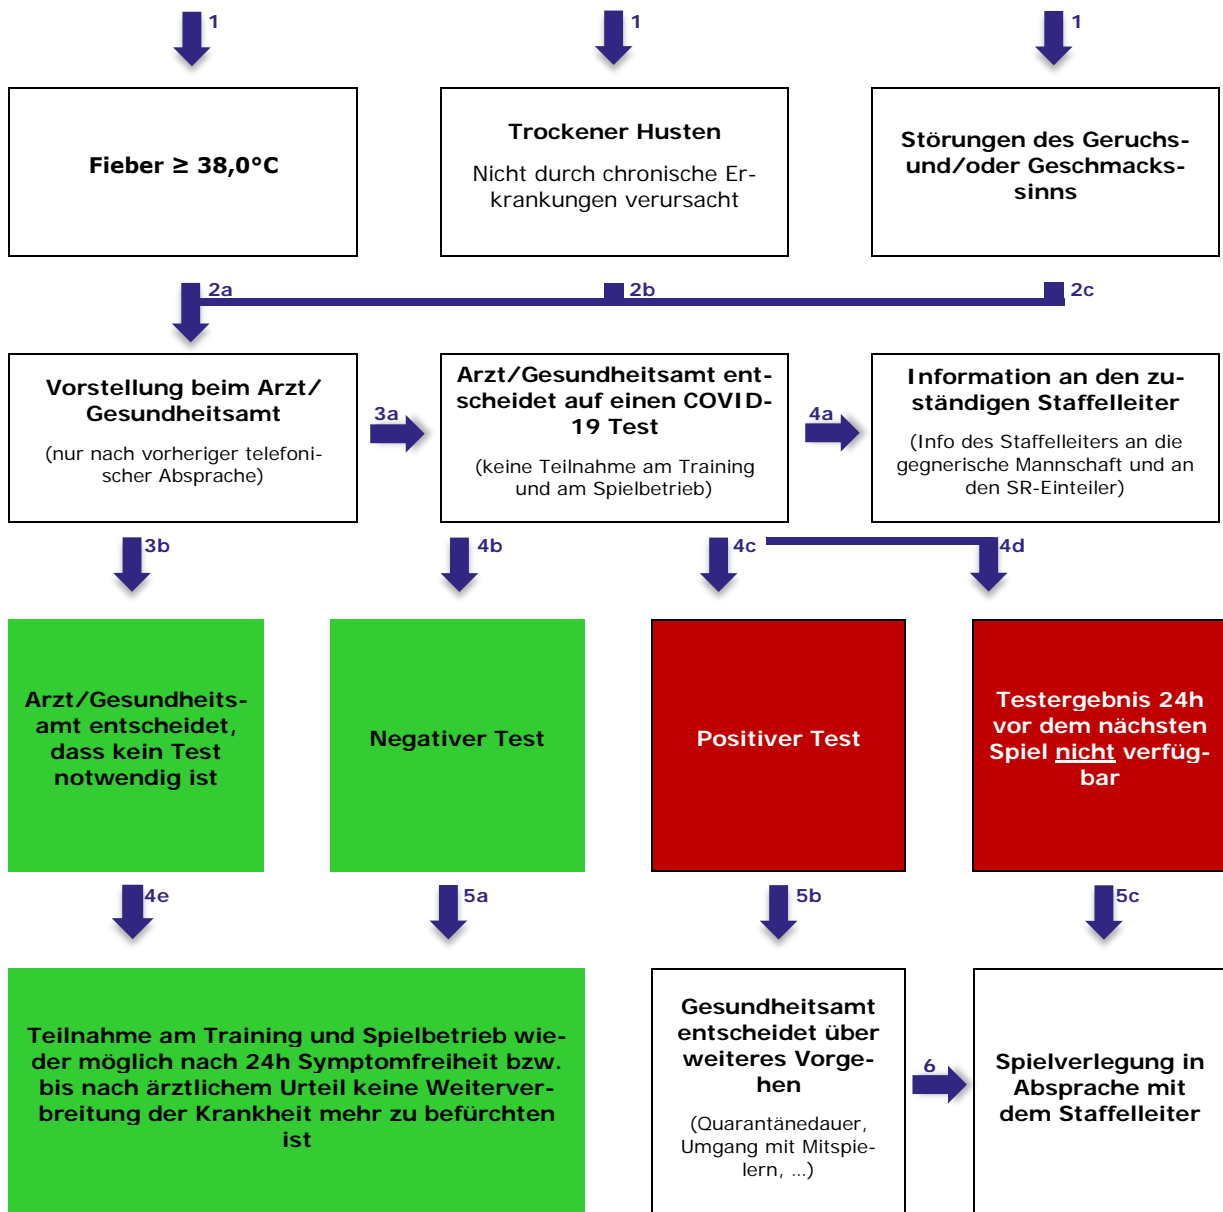 1
1
1
Fieber ≥ 38,0°C
Trockener Husten
Nicht durch chronische Er-
krankungen verursacht
Störungen des Geruchs-
und/oder Geschmacks-
sinns
2a
2b
2c
Vorstellung beim Arzt/
Gesundheitsamt
(nur nach vorheriger telefoni-
scher Absprache)
3a
Arzt/Gesundheitsamt ent-
scheidet auf einen COVID-
19 Test
(keine Teilnahme am Training
und am Spielbetrieb)
4a
Information an den zu-
ständigen Staffelleiter
(Info des Staffelleiters an die
gegnerische Mannschaft und an
den SR-Einteiler)
3b
4b
4c
4d
Arzt/Gesundheits-
amt entscheidet,
dass kein Test
notwendig ist
Negativer Test
Positiver Test
Testergebnis 24h
vor dem nächsten
Spiel nicht verfüg-
bar
4e
5a
5b
5c
Teilnahme am Training und Spielbetrieb wie-
der möglich nach 24h Symptomfreiheit bzw.
bis nach ärztlichem Urteil keine Weiterver-
breitung der Krankheit mehr zu befürchten
ist
Gesundheitsamt
entscheidet über
weiteres Vorge-
hen
(Quarantänedauer,
Umgang mit Mitspie-
lern, …)
6
Spielverlegung in
Absprache mit
dem Staffelleiter